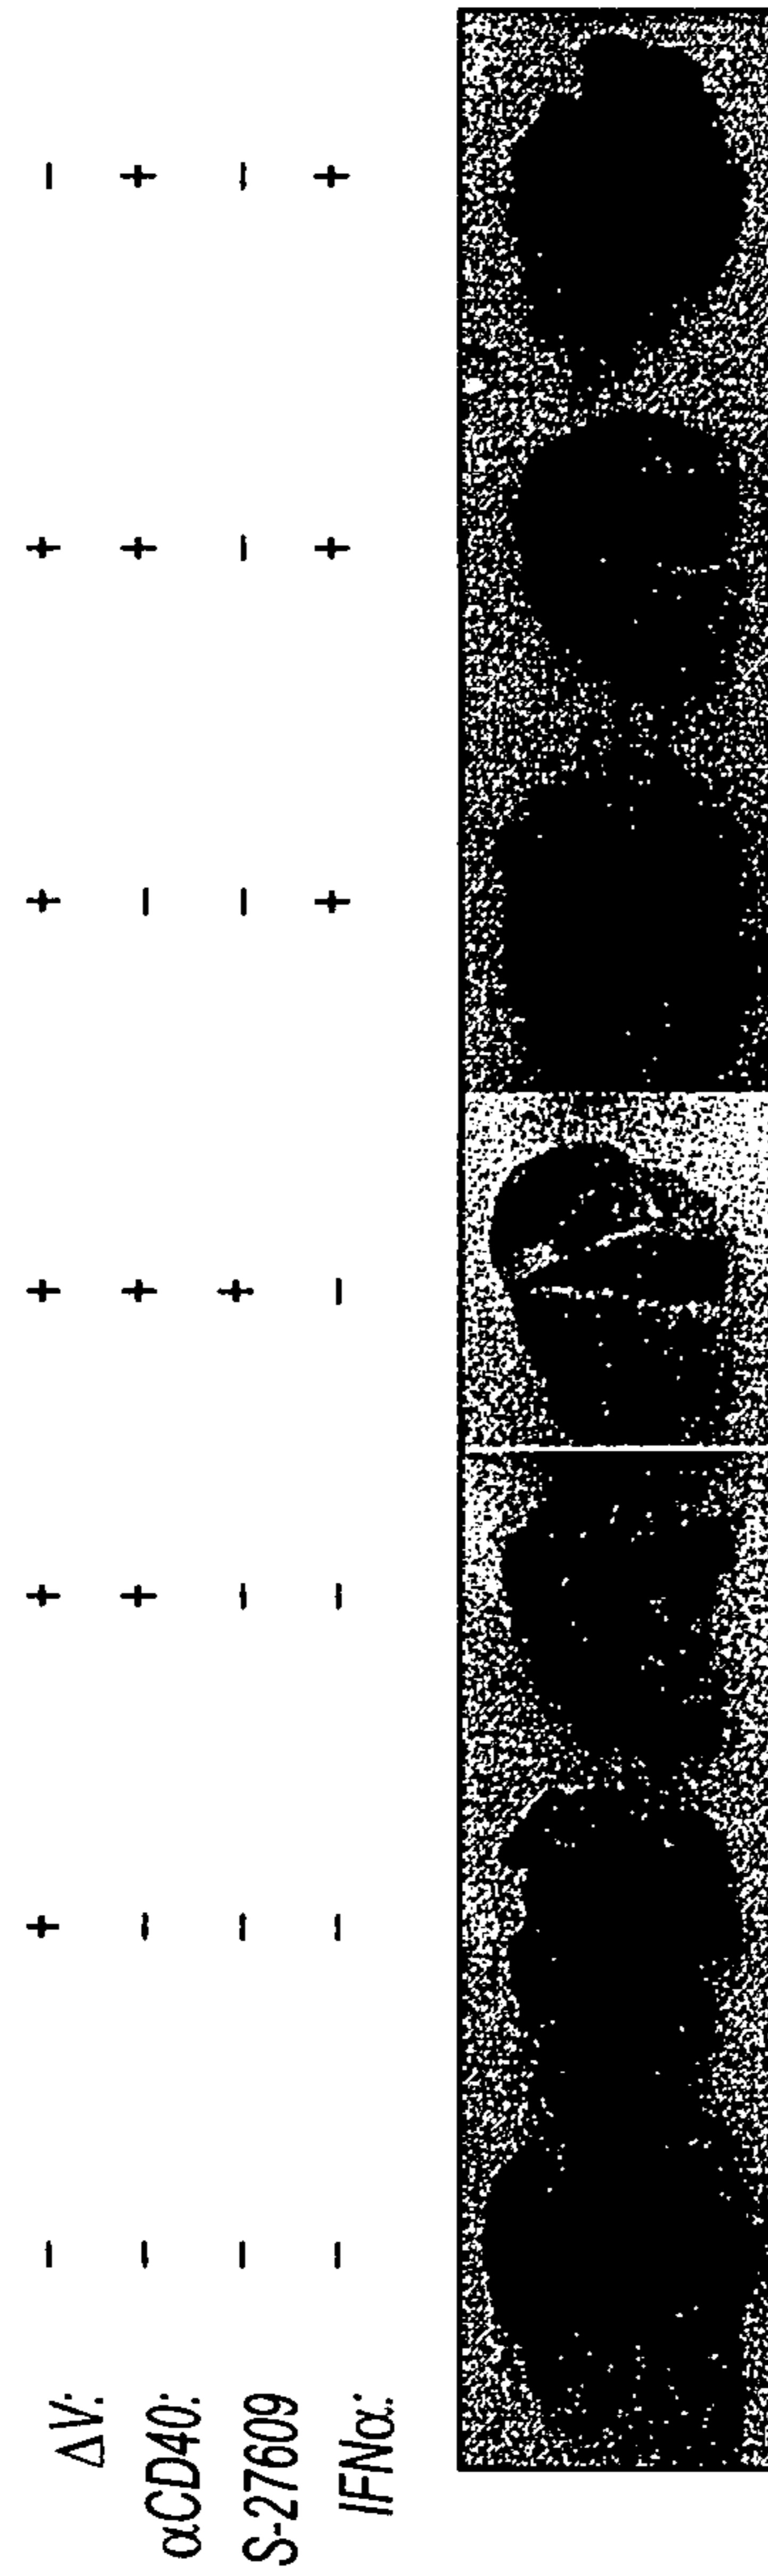 ΔV: − + + + + + −
αCD40: − − + + − + +
S-27609 − − − + − − −
IFNα: − − − − + + +